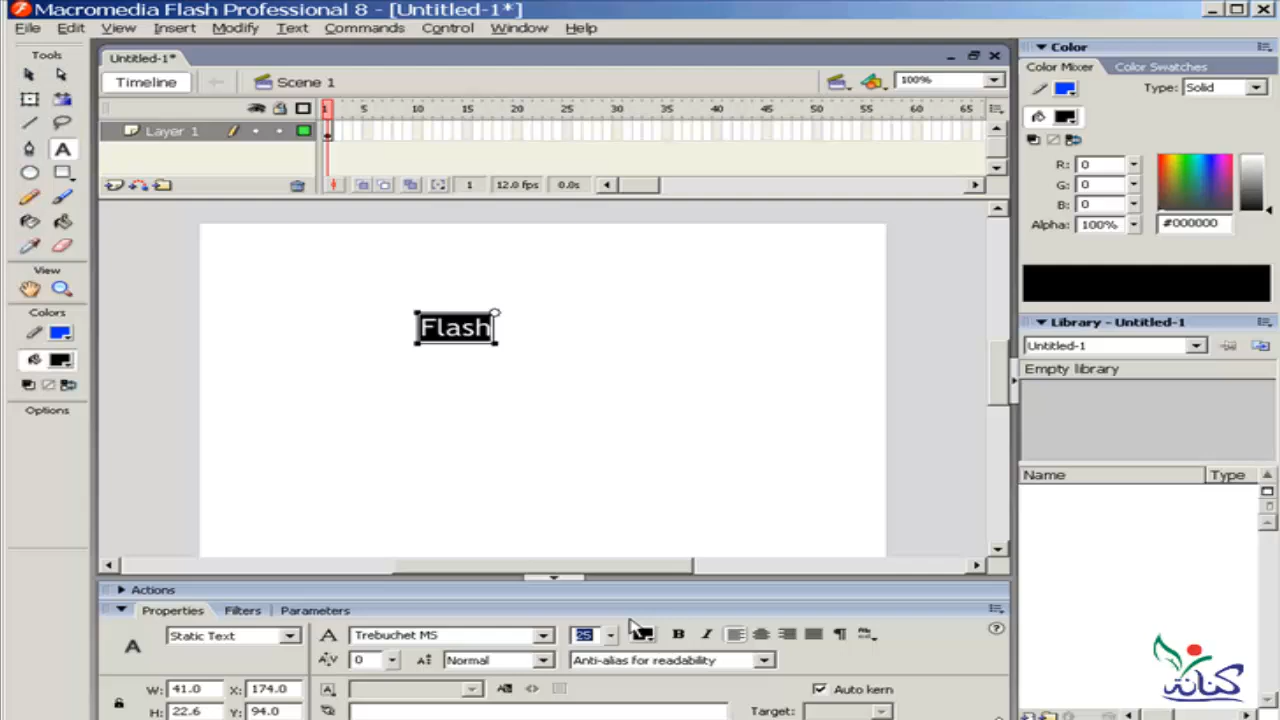 Macromedia Flash Professional 8 - [Untitled-1*]
File Edit View Insert Modify Text Commands Control Window Help
Tools
View
Colors
Options
Untitled-1*
Timeline
Scene 1
100%
1 5 10 15 20 25 30 35 40 45 50 55 60 65
Layer 1
1 12.0 fps 0.0s
Flash
Actions
Properties Filters Parameters
A Static Text
A Trebuchet MS 25 B I
A/V 0 Normal Anti-alias for readability
W: 41.0 X: 174.0 Auto kern
H: 22.6 Y: 94.0 Target:
Color
Color Mixer Color Swatches
Type: Solid
R: 0
G: 0
B: 0
Alpha: 100% #000000
Library - Untitled-1
Untitled-1
Empty library
Name Type
كنانة